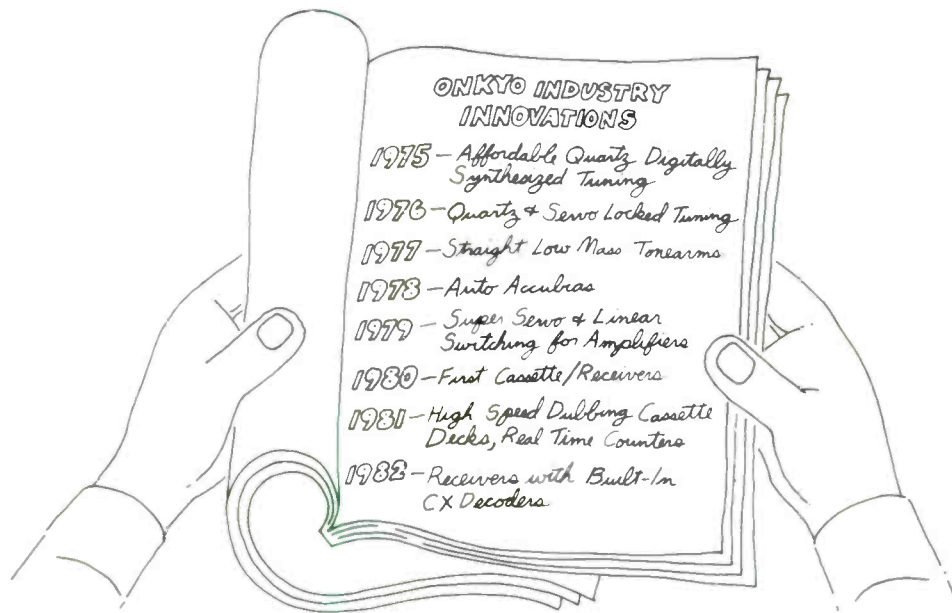 ONKYO INDUSTRY
INNOVATIONS
1975 - Affordable Quartz Digitally
Synthesized Tuning
1976 - Quartz & Servo Locked Tuning
1977 - Straight Low Mass Tonearms
1978 - Auto Accubias
1979 - Super Servo & Linear
Switching for Amplifiers
1980 - First Cassette/Receivers
1981 - High Speed Dubbing Cassette
Decks, Real Time Counters
1982 - Receivers with Built-In
CX Decoders